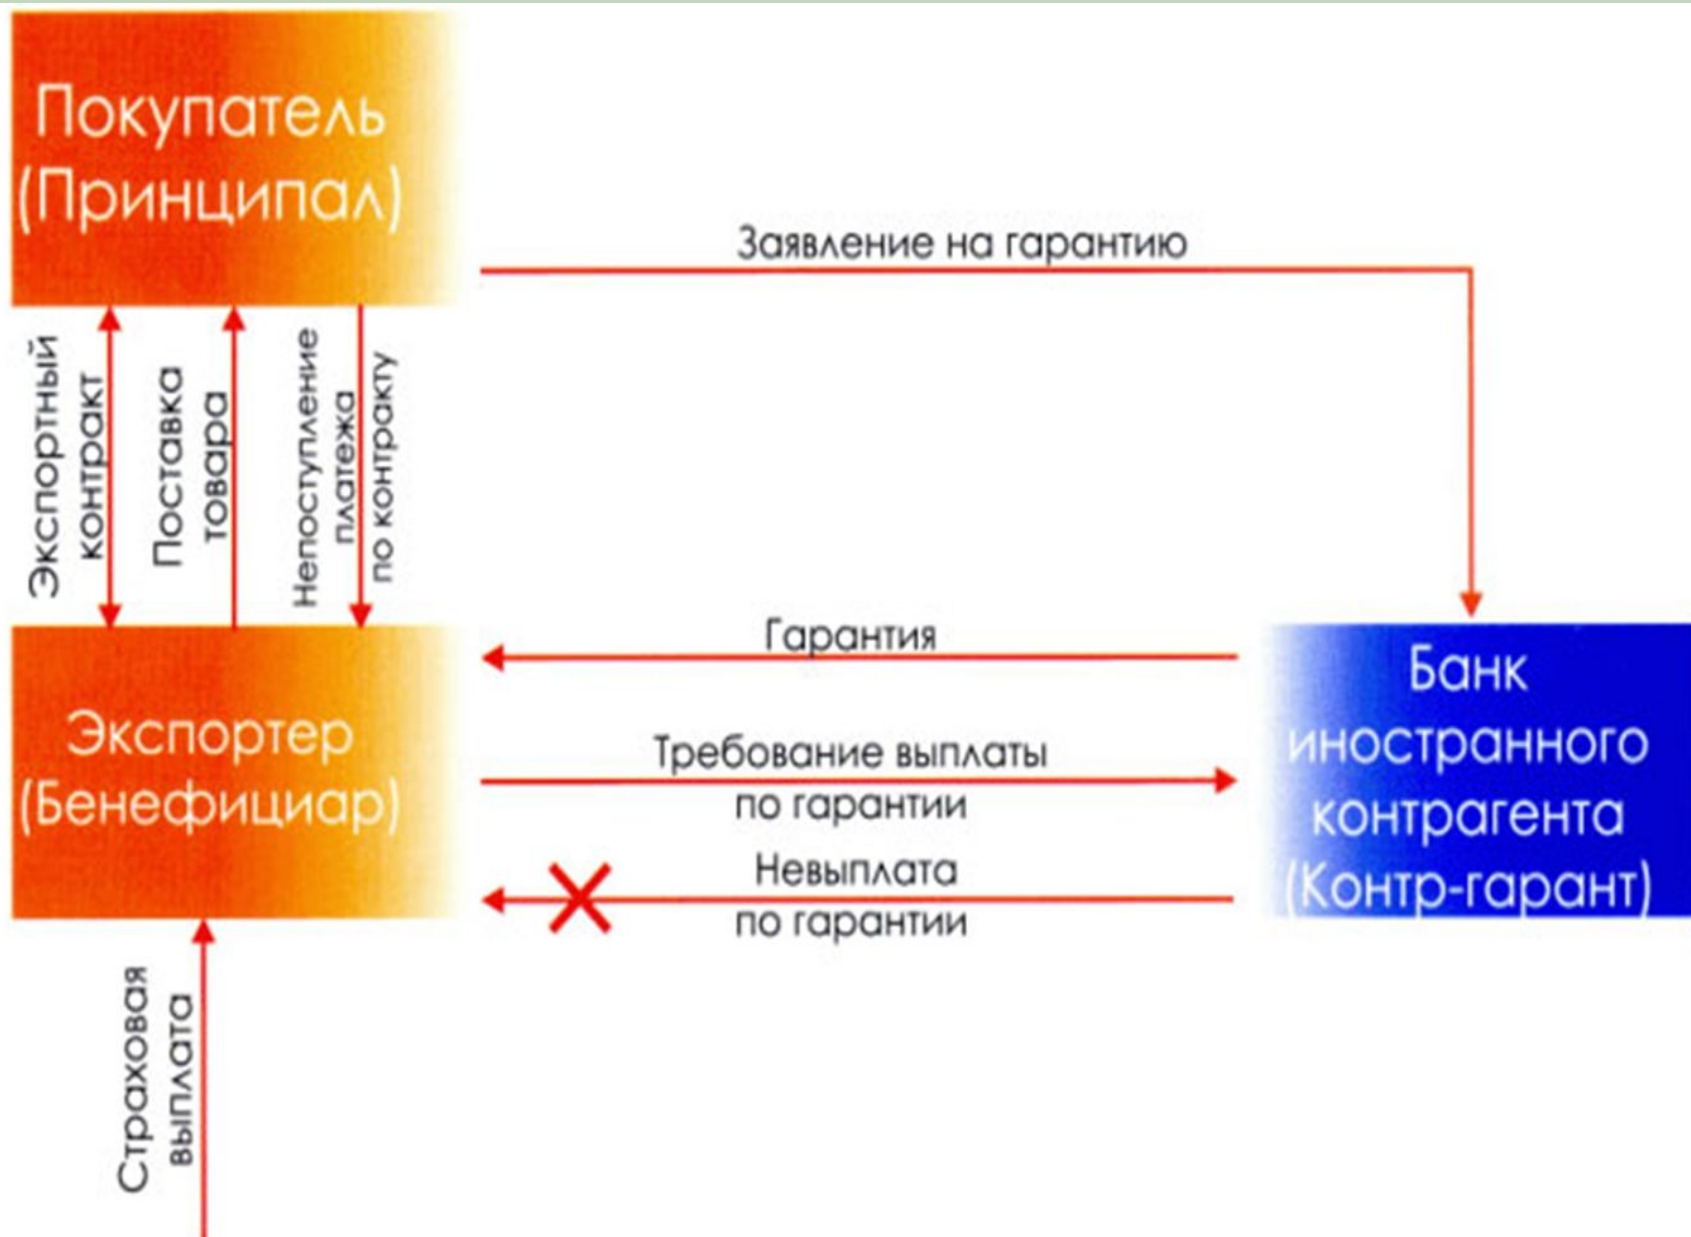 Покупатель
(Принципал)
Заявление на гарантию
Экспортный
контракт
Поставка
товара
Непоступление
платежа
по контракту
Гарантия
Экспортер
(Бенефициар)
Требование выплаты
по гарантии
Невыплата
по гарантии
Банк
иностранного
контрагента
(Контр-гарант)
Страховая
выплата